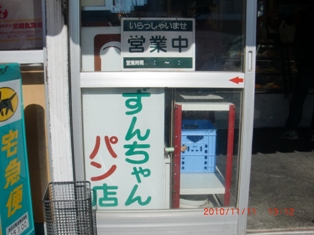 いらっしゃいませ
営業中
営業時間 : 〜 :
ずんちゃん
パン店
宅急便
2010/11/